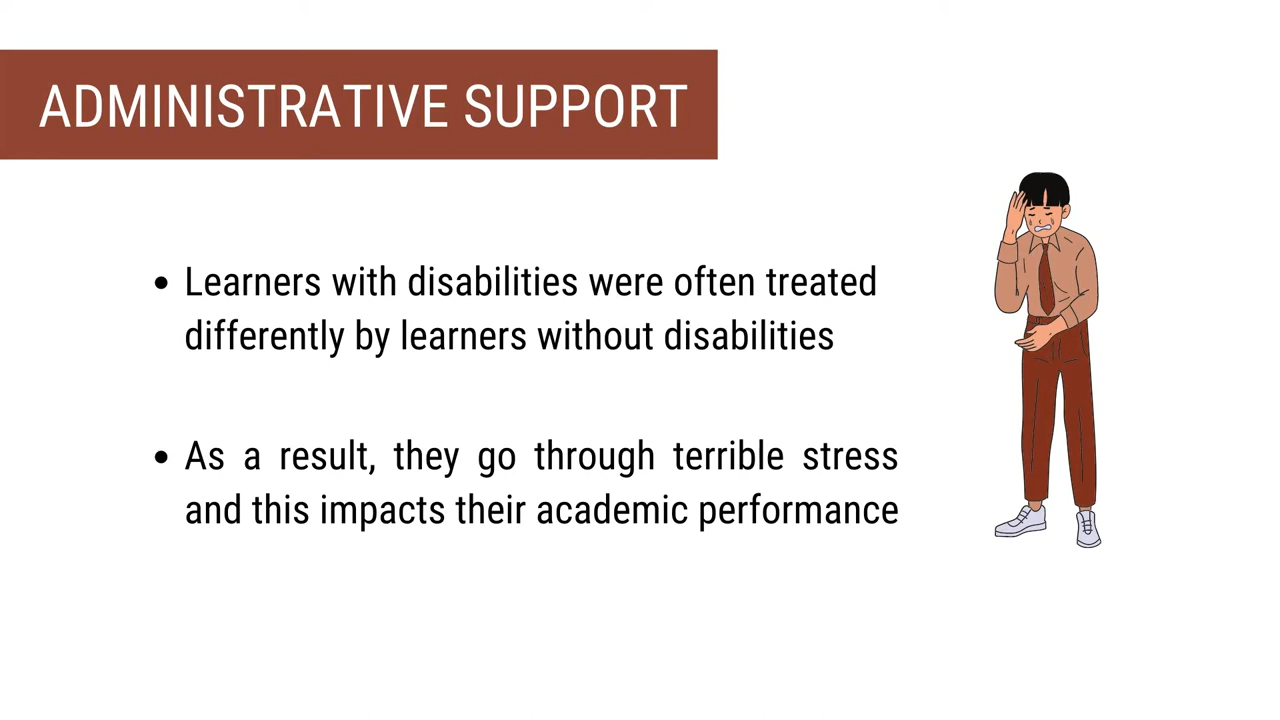 ADMINISTRATIVE SUPPORT
• Learners with disabilities were often treated
differently by learners without disabilities
• As a result, they go through terrible stress
and this impacts their academic performance